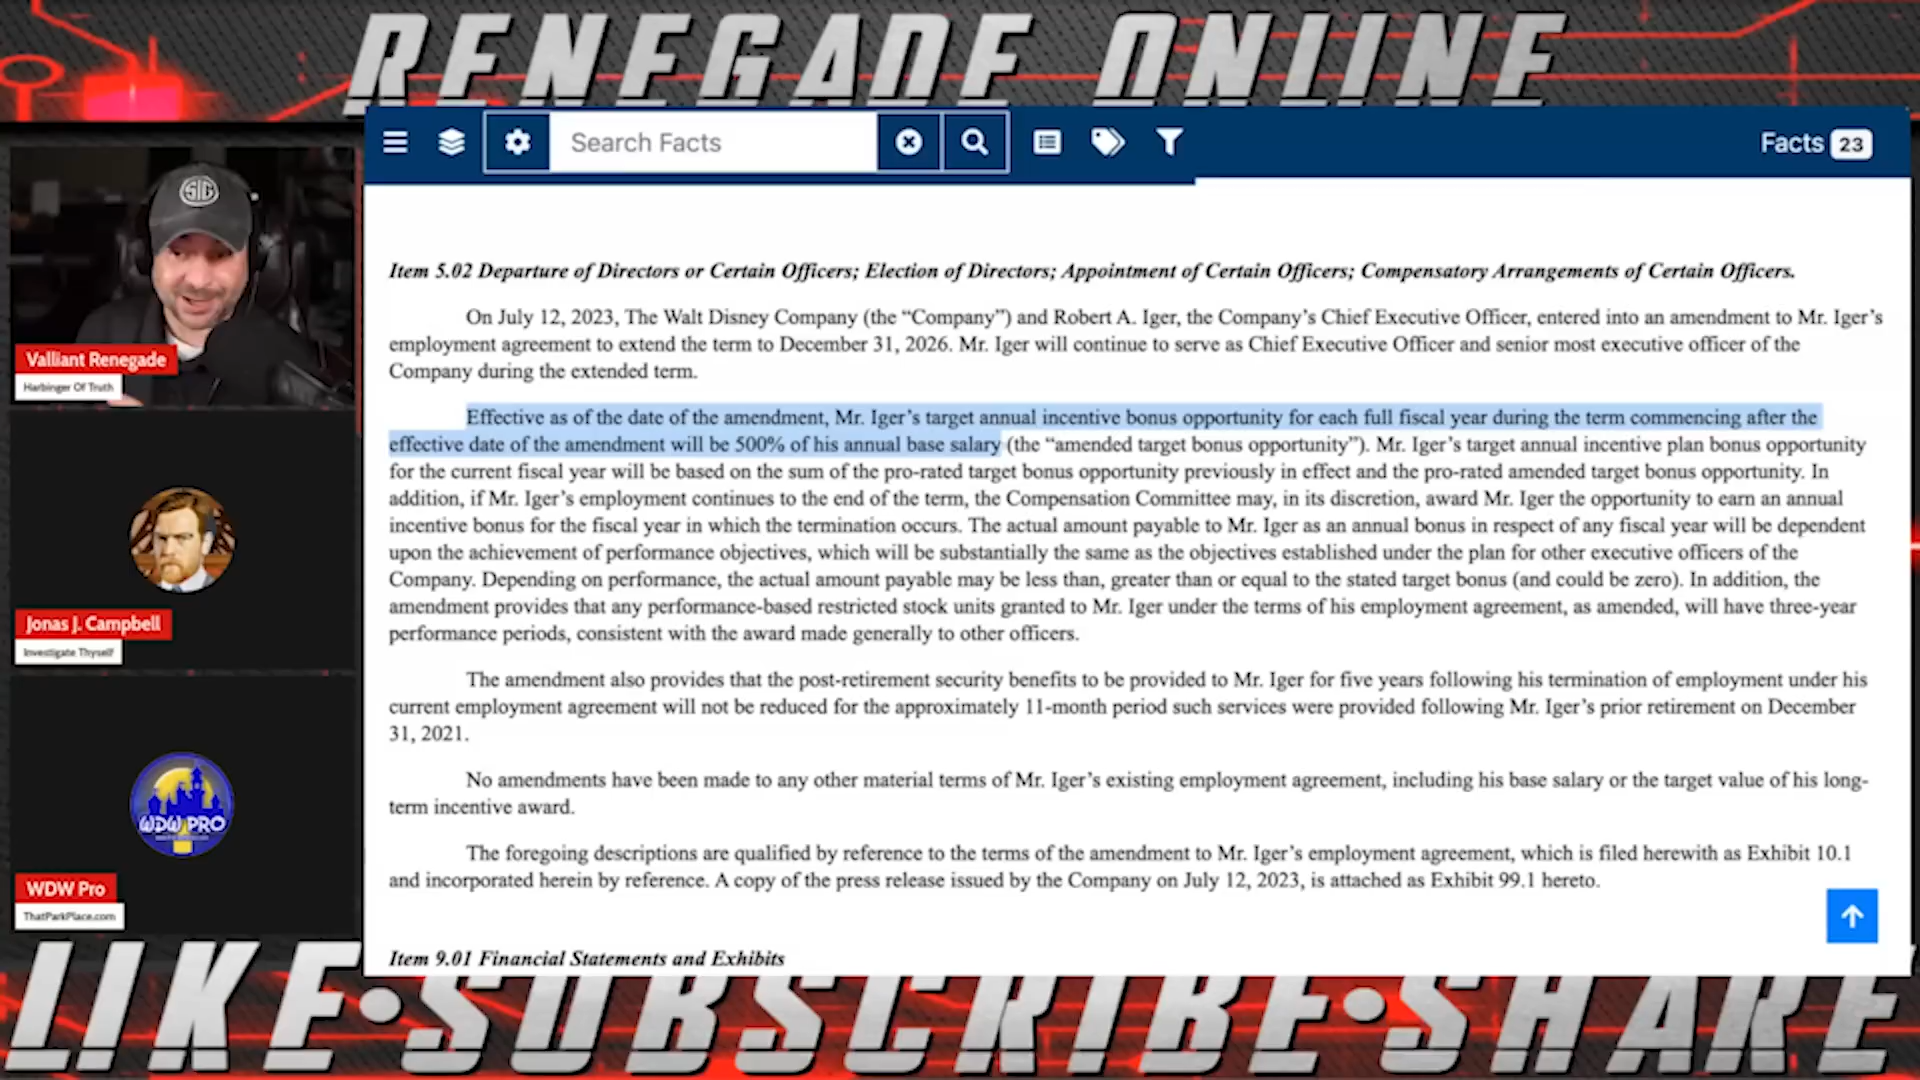 RENEGADE ONLINE
Search Facts
Facts 23
SIG
Valliant Renegade
Harbinger Of Truth
Jonas J. Campbell
Investigate Thyself
WDW PRO
WDW Pro
ThatParkPlace.com
Item 5.02 Departure of Directors or Certain Officers; Election of Directors; Appointment of Certain Officers; Compensatory Arrangements of Certain Officers.
On July 12, 2023, The Walt Disney Company (the “Company”) and Robert A. Iger, the Company’s Chief Executive Officer, entered into an amendment to Mr. Iger’s
employment agreement to extend the term to December 31, 2026. Mr. Iger will continue to serve as Chief Executive Officer and senior most executive officer of the
Company during the extended term.
Effective as of the date of the amendment, Mr. Iger’s target annual incentive bonus opportunity for each full fiscal year during the term commencing after the
effective date of the amendment will be 500% of his annual base salary (the “amended target bonus opportunity”). Mr. Iger’s target annual incentive plan bonus opportunity
for the current fiscal year will be based on the sum of the pro-rated target bonus opportunity previously in effect and the pro-rated amended target bonus opportunity. In
addition, if Mr. Iger’s employment continues to the end of the term, the Compensation Committee may, in its discretion, award Mr. Iger the opportunity to earn an annual
incentive bonus for the fiscal year in which the termination occurs. The actual amount payable to Mr. Iger as an annual bonus in respect of any fiscal year will be dependent
upon the achievement of performance objectives, which will be substantially the same as the objectives established under the plan for other executive officers of the
Company. Depending on performance, the actual amount payable may be less than, greater than or equal to the stated target bonus (and could be zero). In addition, the
amendment provides that any performance-based restricted stock units granted to Mr. Iger under the terms of his employment agreement, as amended, will have three-year
performance periods, consistent with the award made generally to other officers.
The amendment also provides that the post-retirement security benefits to be provided to Mr. Iger for five years following his termination of employment under his
current employment agreement will not be reduced for the approximately 11-month period such services were provided following Mr. Iger’s prior retirement on December
31, 2021.
No amendments have been made to any other material terms of Mr. Iger’s existing employment agreement, including his base salary or the target value of his long-
term incentive award.
The foregoing descriptions are qualified by reference to the terms of the amendment to Mr. Iger’s employment agreement, which is filed herewith as Exhibit 10.1
and incorporated herein by reference. A copy of the press release issued by the Company on July 12, 2023, is attached as Exhibit 99.1 hereto.
Item 9.01 Financial Statements and Exhibits
LIKE•SUBSCRIBE•SHARE